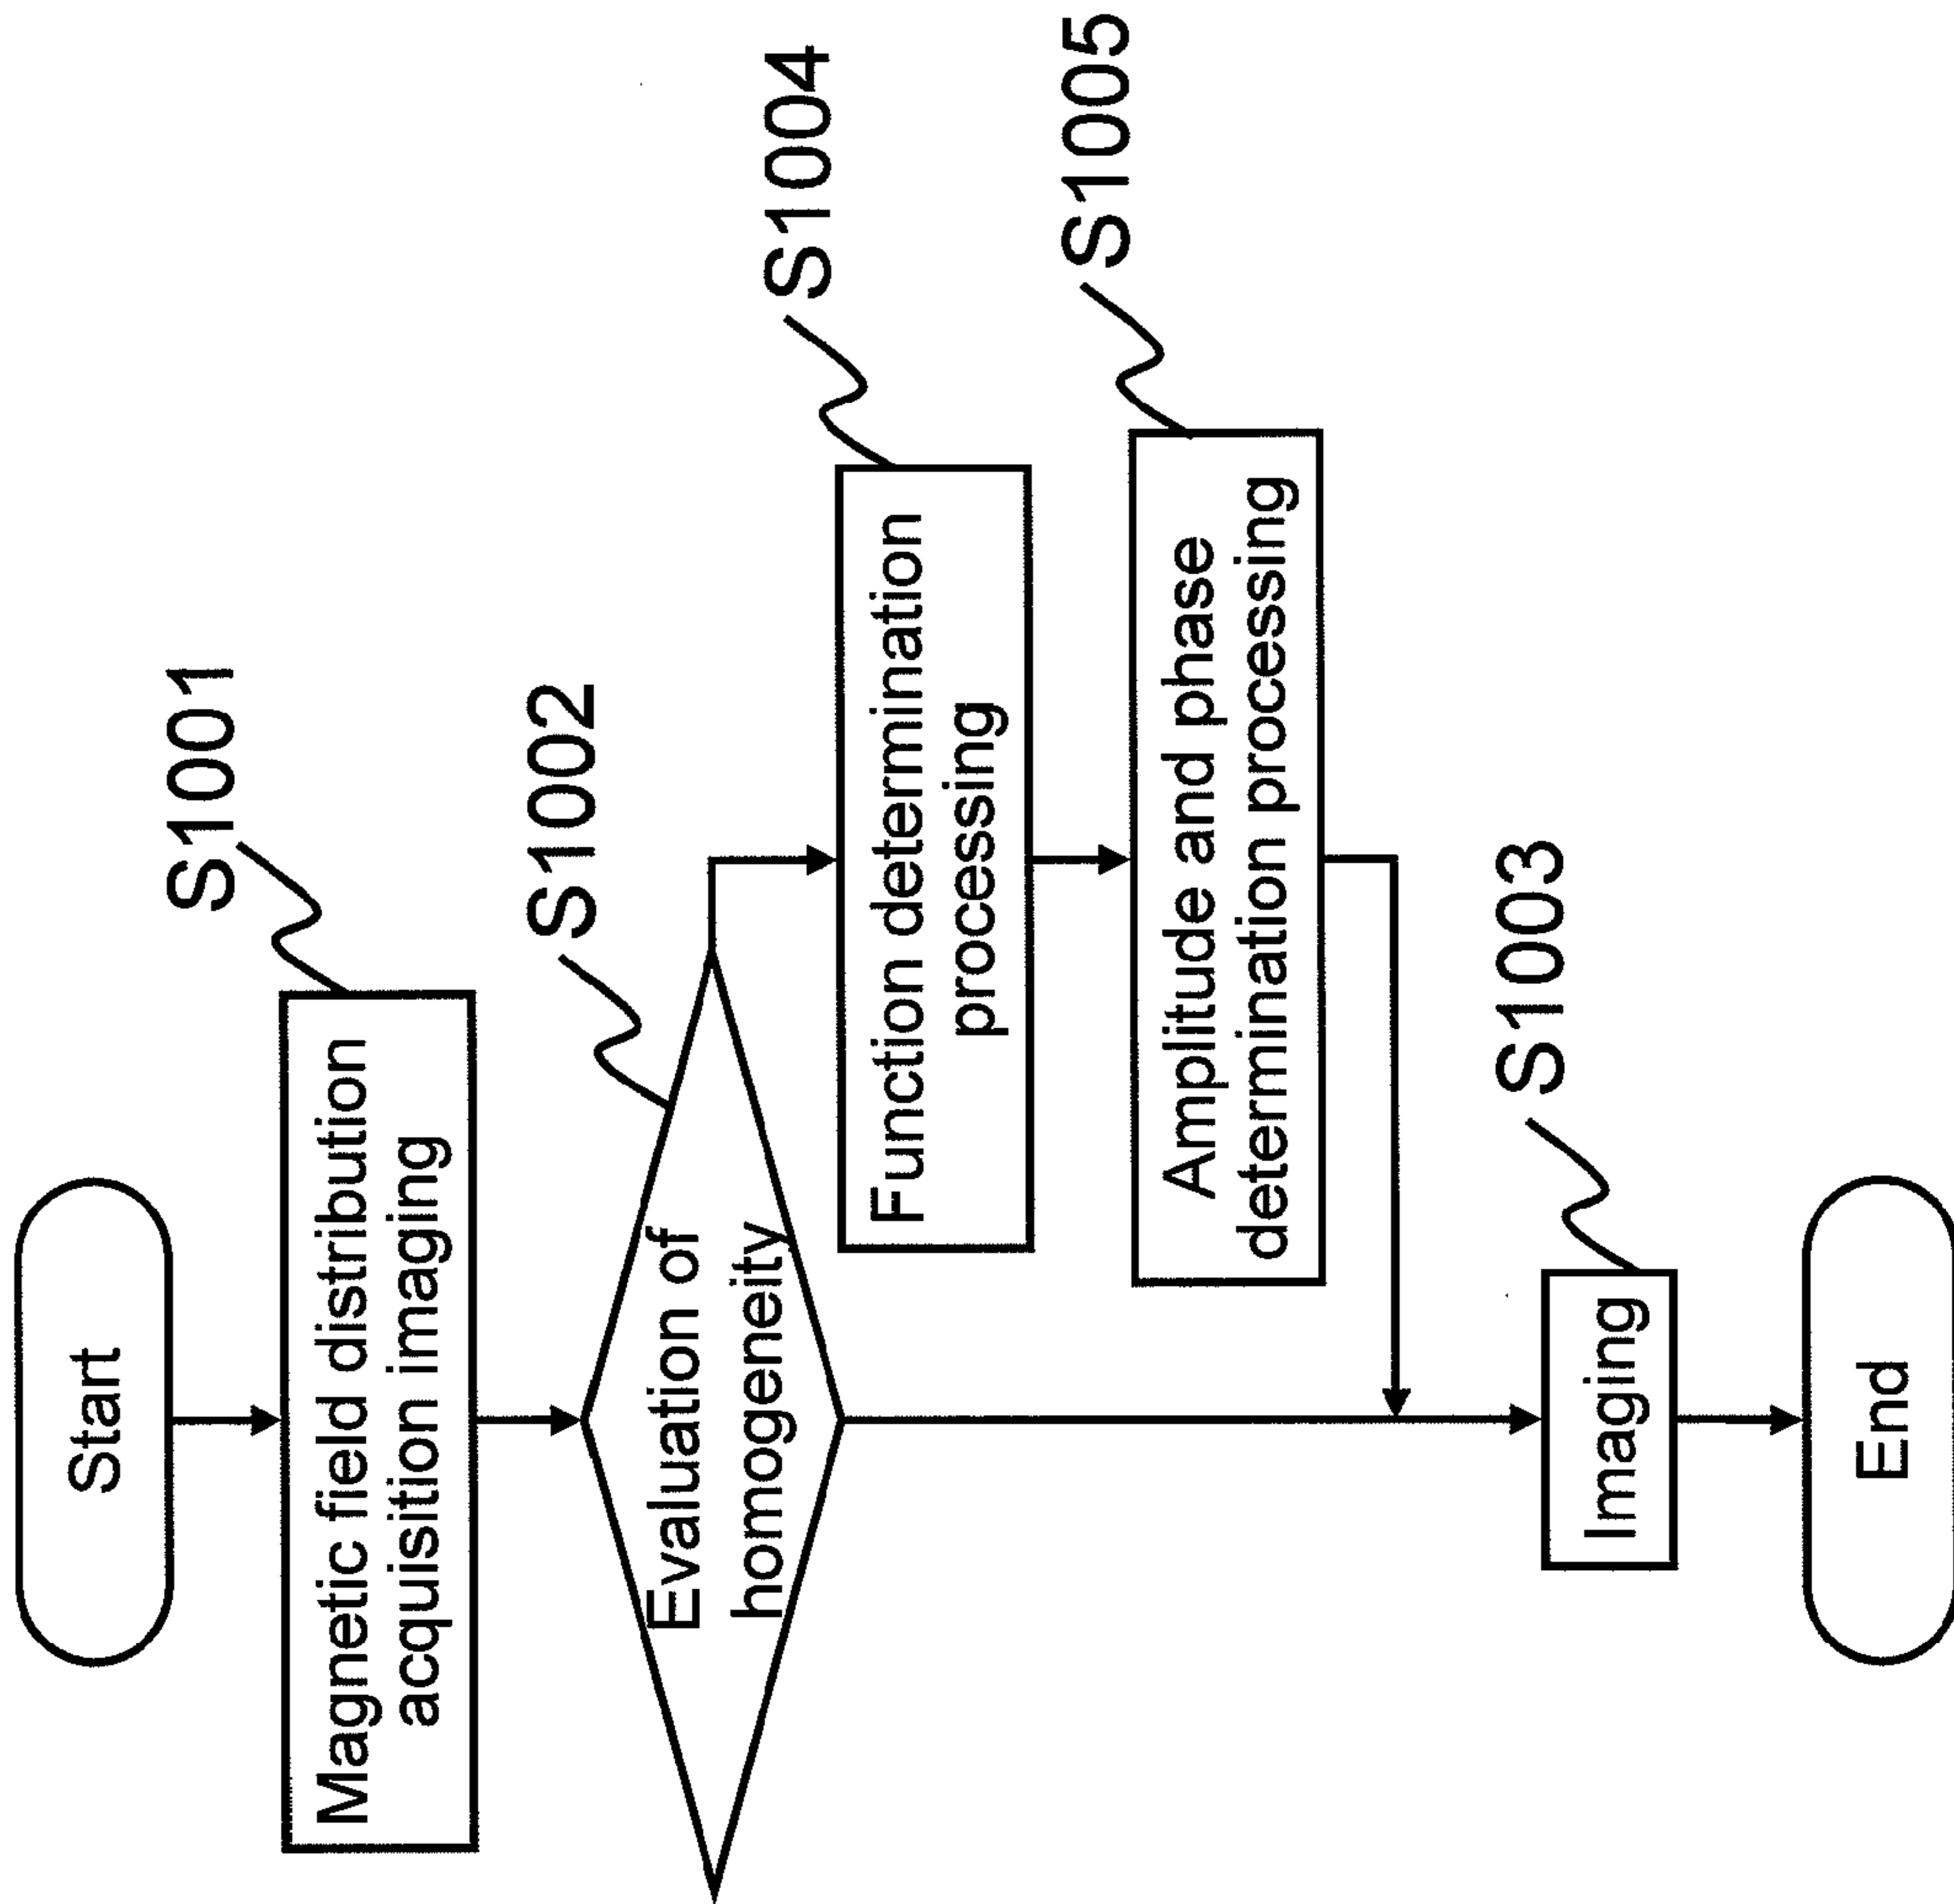 Start
S1001
Magnetic field distribution
acquisition imaging
S1002
Evaluation of
homogeneity
S1004
Function determination
processing
S1005
Amplitude and phase
determination processing
S1003
Imaging
End